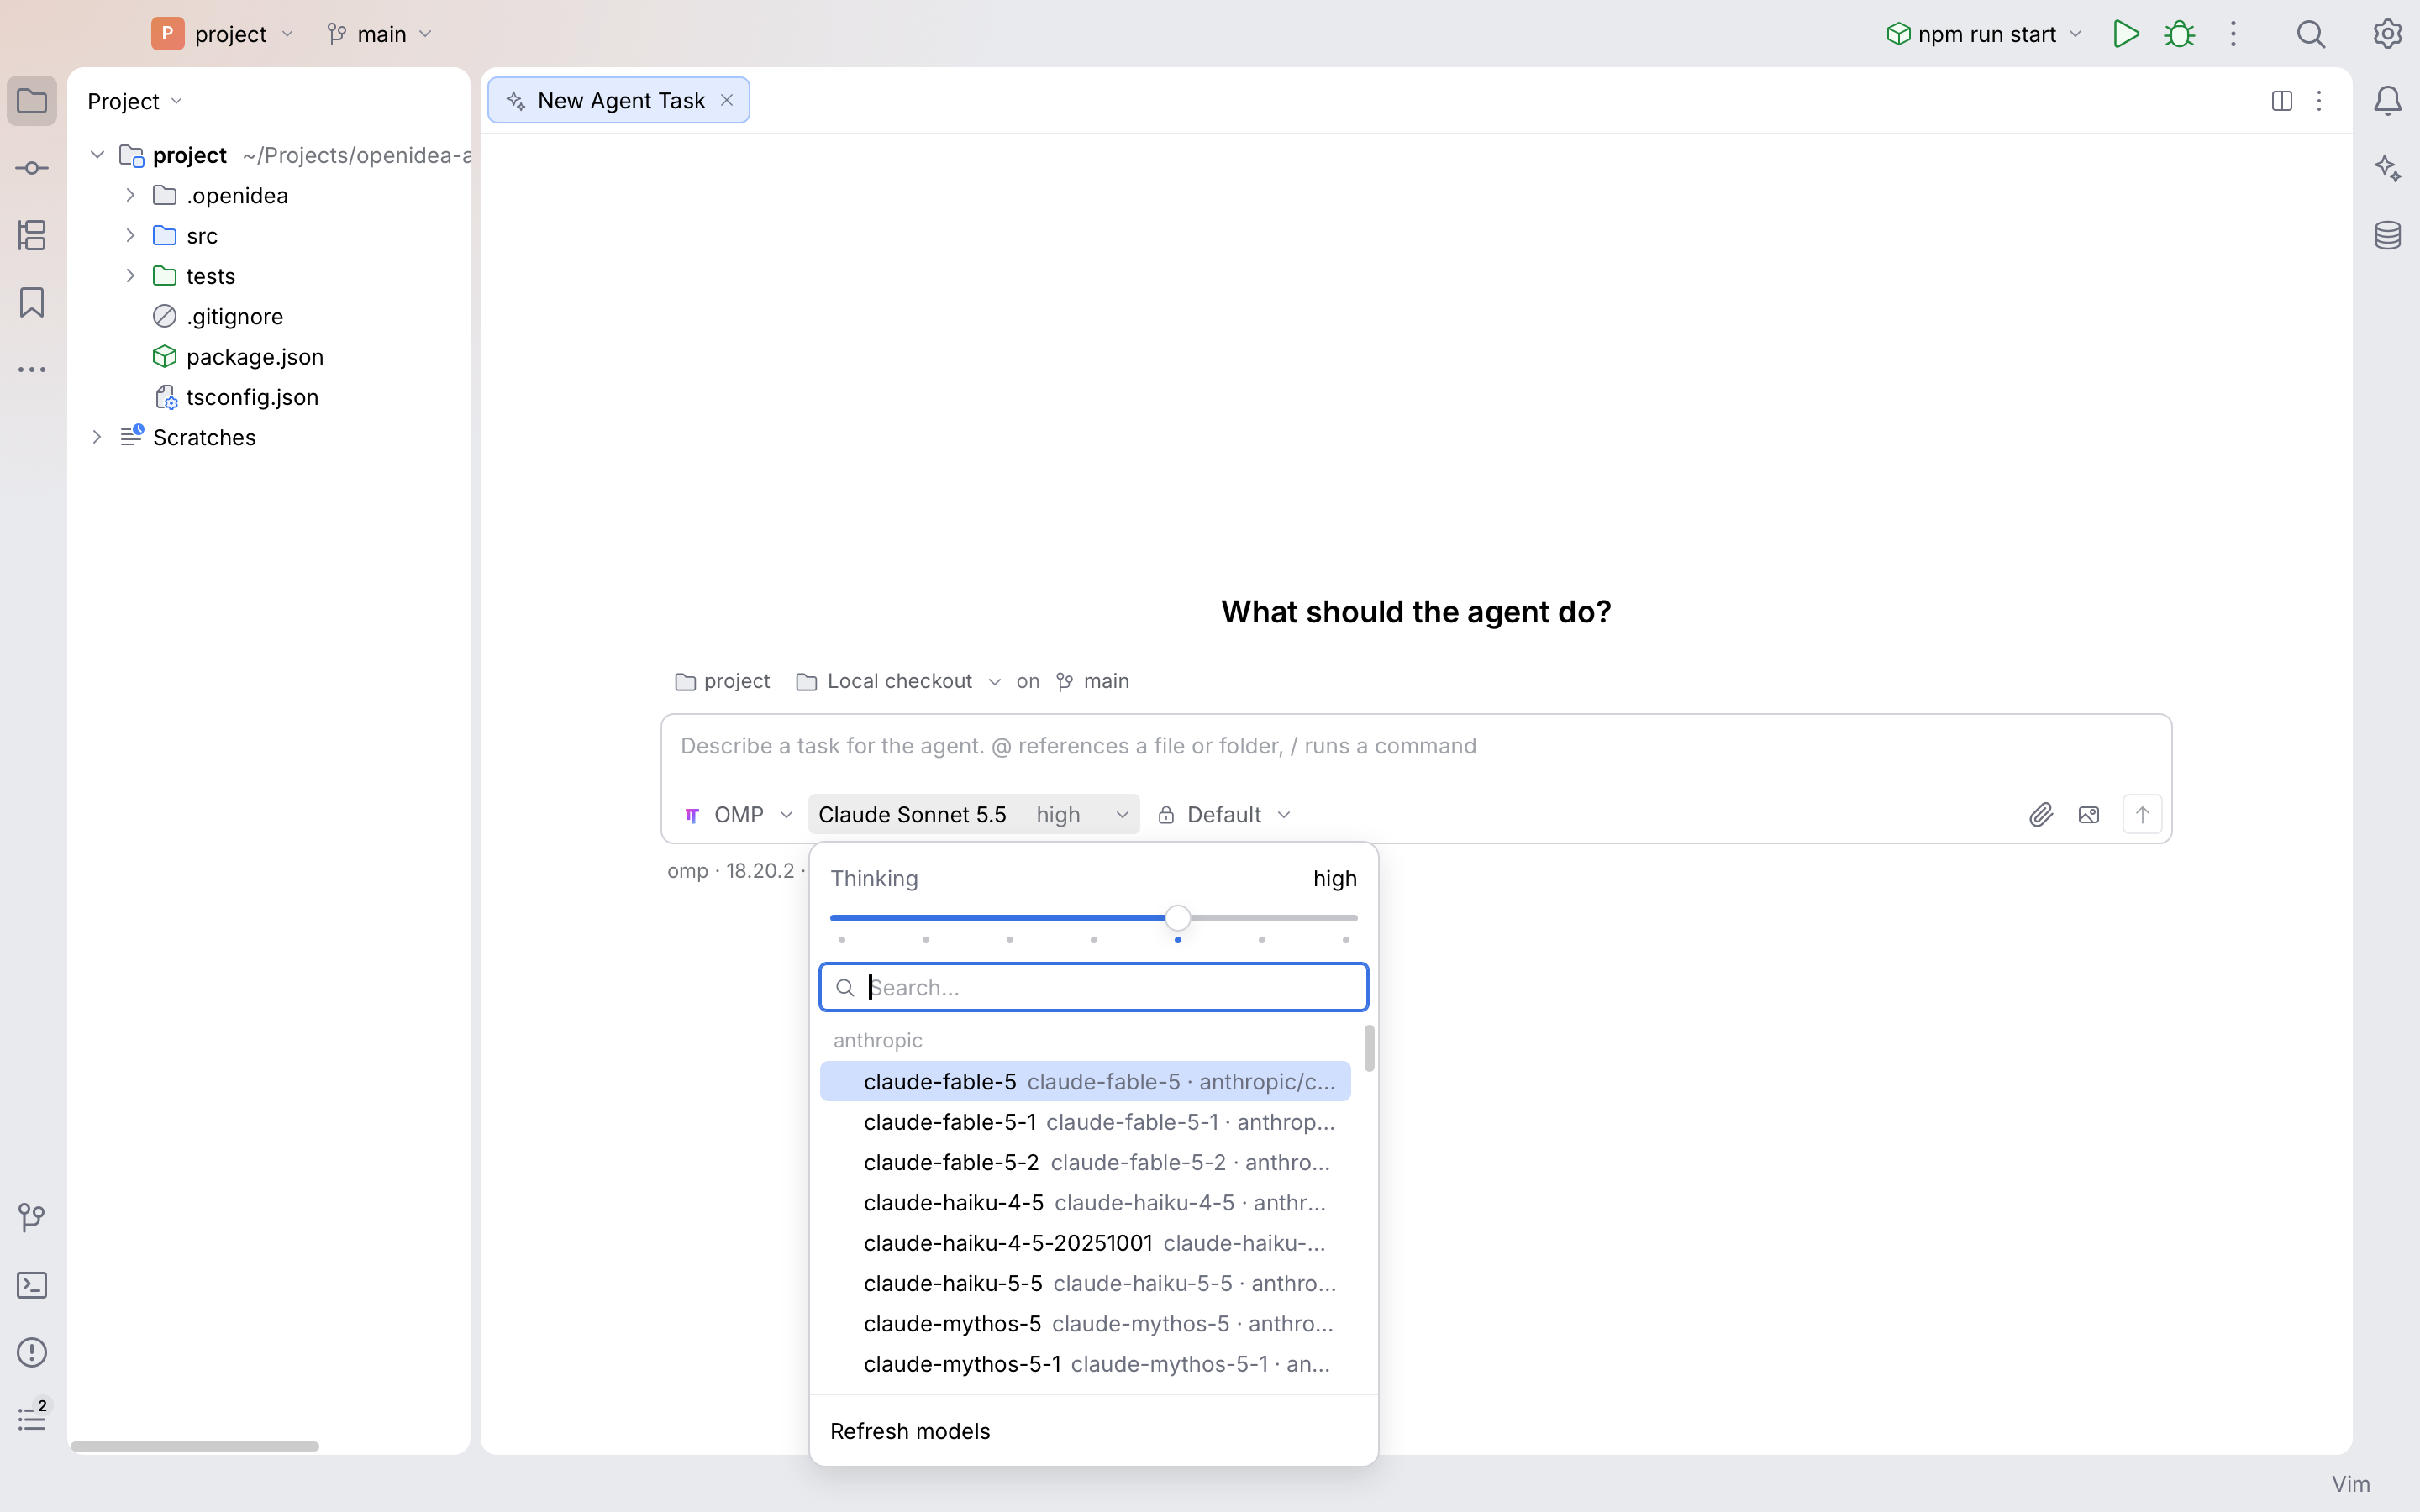 P project main npm run start
Project
New Agent Task
project ~/Projects/openidea-a
.openidea
src
tests
.gitignore
package.json
tsconfig.json
Scratches
What should the agent do?
project Local checkout on main
Describe a task for the agent. @ references a file or folder, / runs a command
OMP Claude Sonnet 5.5 high Default
omp · 18.20.2 ·
Thinking high
Search...
anthropic
claude-fable-5 claude-fable-5 · anthropic/c...
claude-fable-5-1 claude-fable-5-1 · anthrop...
claude-fable-5-2 claude-fable-5-2 · anthro...
claude-haiku-4-5 claude-haiku-4-5 · anthr...
claude-haiku-4-5-20251001 claude-haiku-...
claude-haiku-5-5 claude-haiku-5-5 · anthro...
claude-mythos-5 claude-mythos-5 · anthro...
claude-mythos-5-1 claude-mythos-5-1 · an...
Refresh models
2
Vim